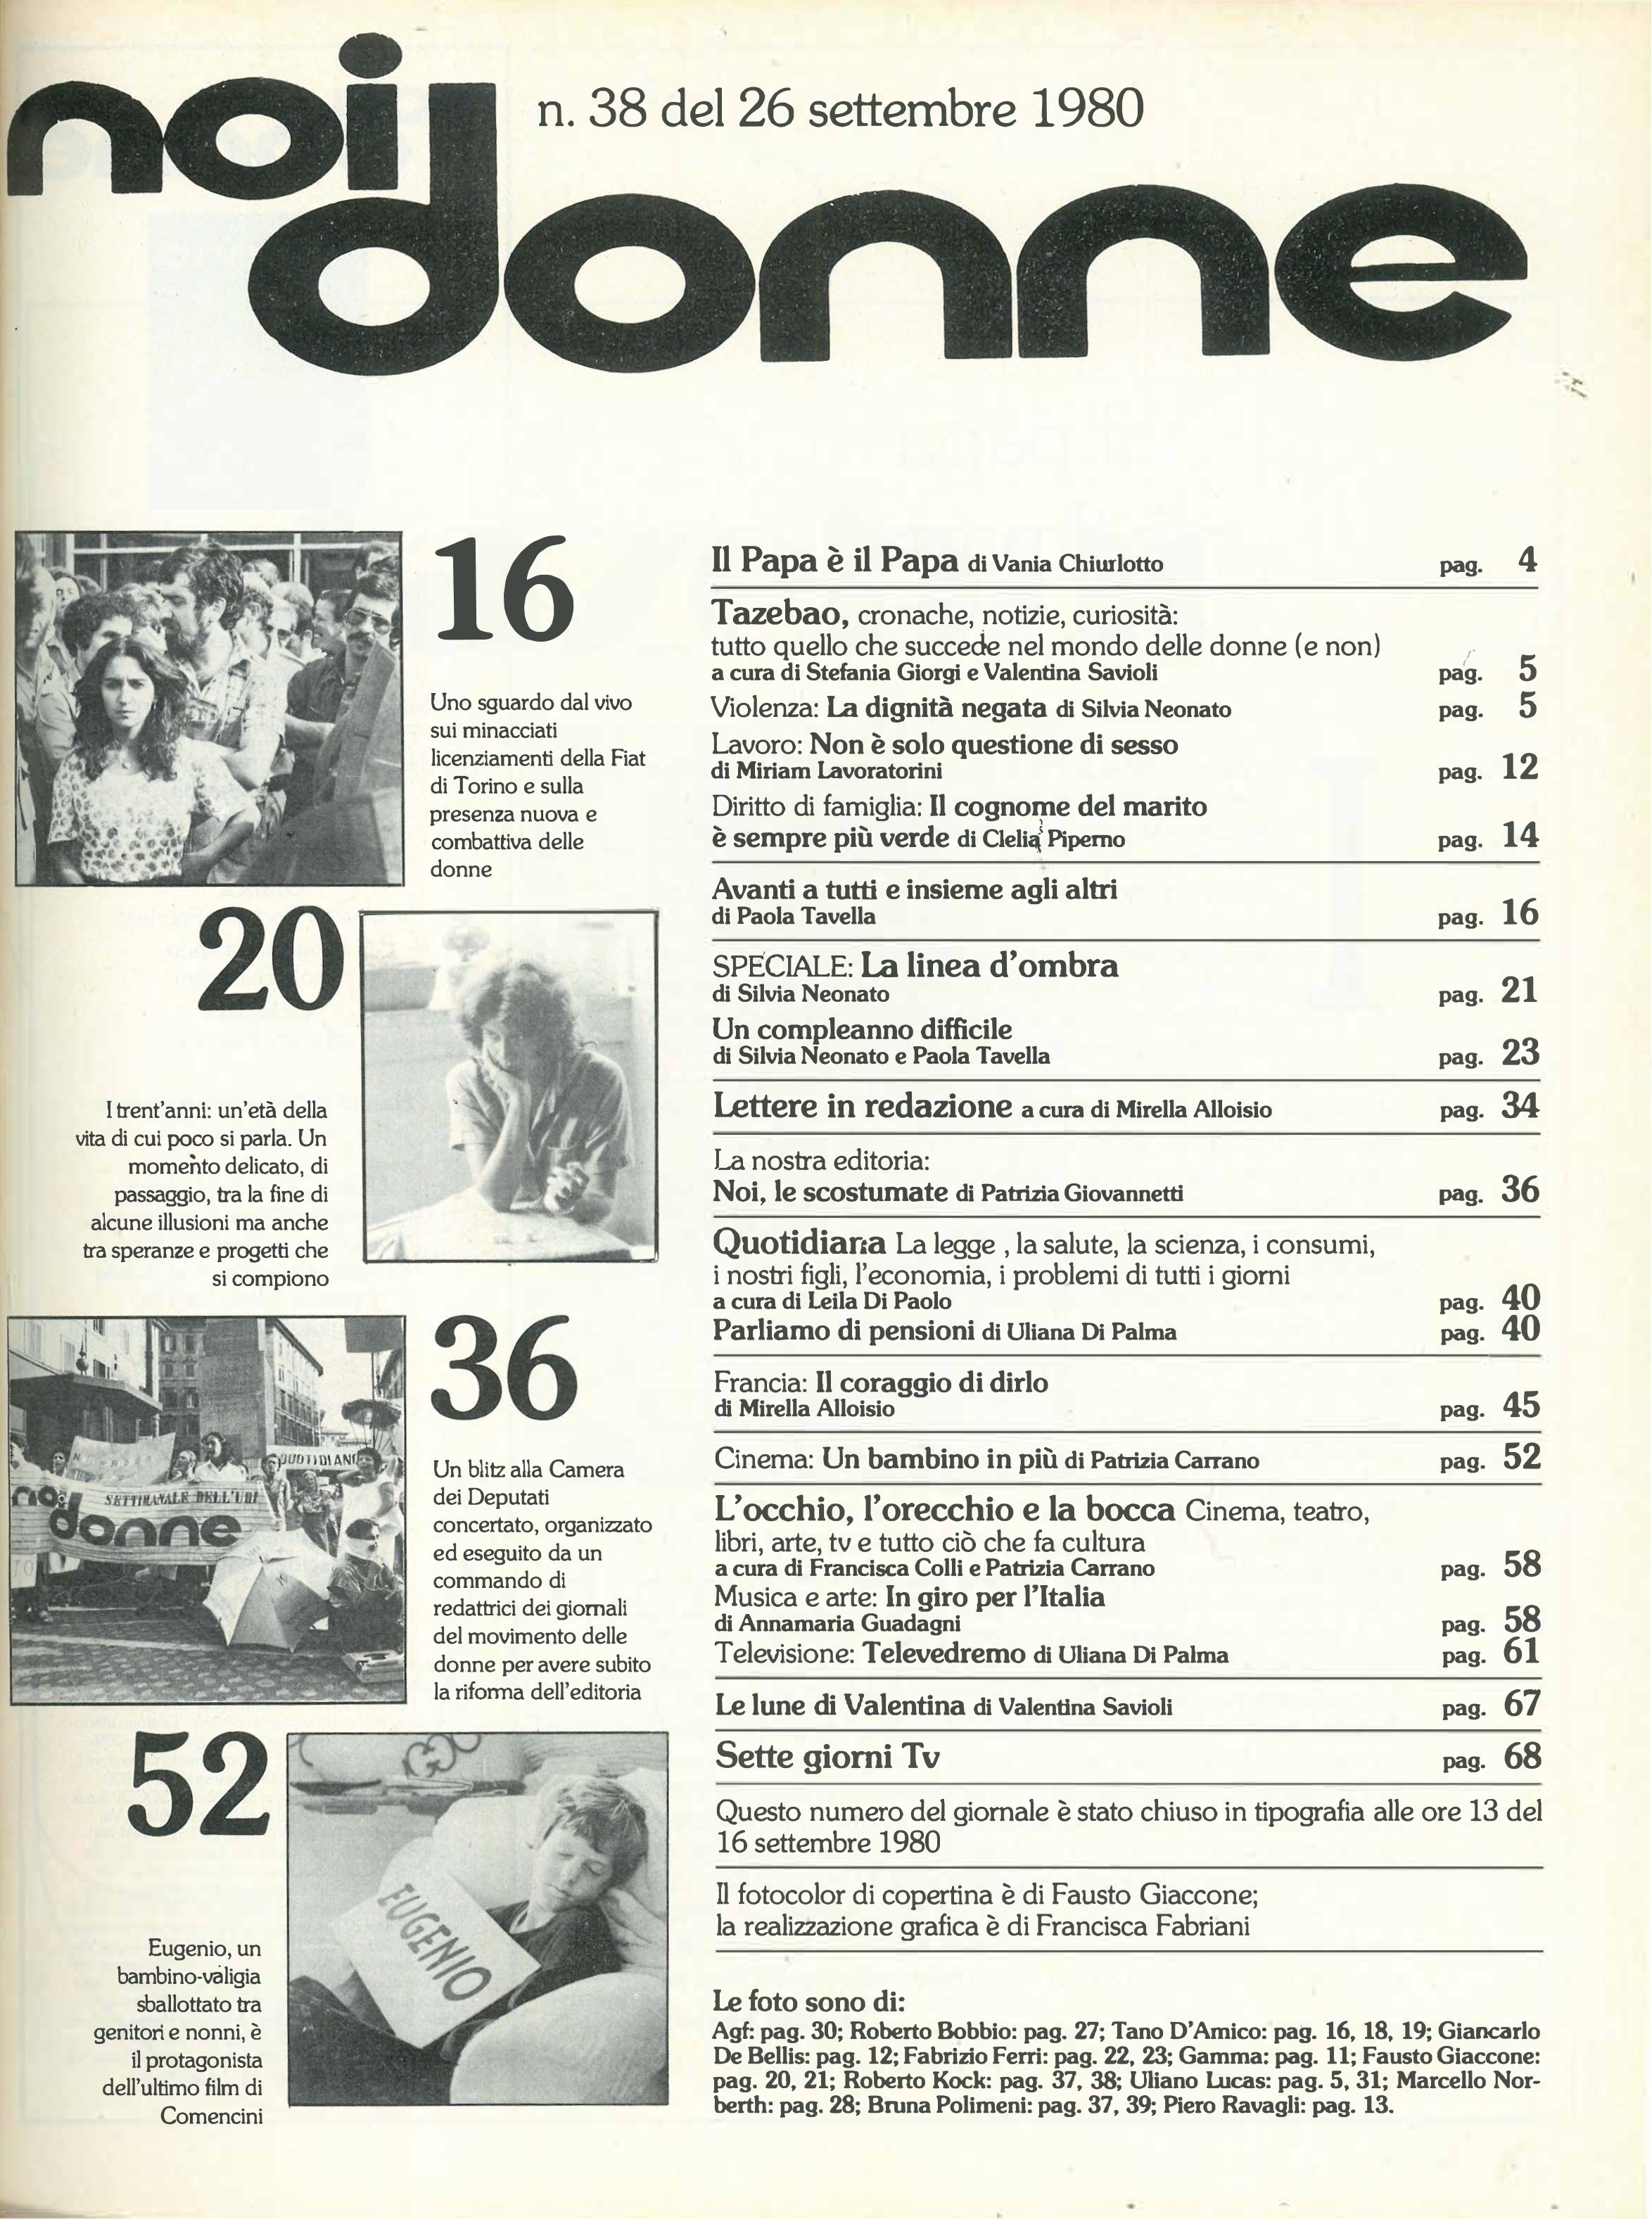 noi
n. 38 del 26 settembre 1980
donne
16
Uno sguardo dal vivo
sui minacciati
licenziamenti della Fiat
di Torino e sulla
presenza nuova e
combattiva delle
donne
20
I trent'anni: un'età della
vita di cui poco si parla. Un
momento delicato, di
passaggio, tra la fine di
alcune illusioni ma anche
tra speranze e progetti che
si compiono
QUOTIDIANO
noi
SETTIMANALE DELL'UDI
donne
36
Un blitz alla Camera
dei Deputati
concertato, organizzato
ed eseguito da un
commando di
redattrici dei giornali
del movimento delle
donne per avere subito
la riforma dell'editoria
52
EUGENIO
Eugenio, un
bambino-valigia
sballottato tra
genitori e nonni, è
il protagonista
dell'ultimo film di
Comencini
Il Papa è il Papa di Vania Chiurlotto pag. 4
Tazebao, cronache, notizie, curiosità:
tutto quello che succede nel mondo delle donne (e non)
a cura di Stefania Giorgi e Valentina Savioli pag. 5
Violenza: La dignità negata di Silvia Neonato pag. 5
Lavoro: Non è solo questione di sesso
di Miriam Lavoratorini pag. 12
Diritto di famiglia: Il cognome del marito
è sempre più verde di Clelia Piperno pag. 14
Avanti a tutti e insieme agli altri
di Paola Tavella pag. 16
SPECIALE: La linea d'ombra
di Silvia Neonato pag. 21
Un compleanno difficile
di Silvia Neonato e Paola Tavella pag. 23
Lettere in redazione a cura di Mirella Alloisio pag. 34
La nostra editoria:
Noi, le scostumate di Patrizia Giovannetti pag. 36
Quotidiana La legge , la salute, la scienza, i consumi,
i nostri figli, l'economia, i problemi di tutti i giorni
a cura di Leila Di Paolo pag. 40
Parliamo di pensioni di Uliana Di Palma pag. 40
Francia: Il coraggio di dirlo
di Mirella Alloisio pag. 45
Cinema: Un bambino in più di Patrizia Carrano pag. 52
L'occhio, l'orecchio e la bocca Cinema, teatro,
libri, arte, tv e tutto ciò che fa cultura
a cura di Francisca Colli e Patrizia Carrano pag. 58
Musica e arte: In giro per l'Italia
di Annamaria Guadagni pag. 58
Televisione: Televedremo di Uliana Di Palma pag. 61
Le lune di Valentina di Valentina Savioli pag. 67
Sette giorni Tv pag. 68
Questo numero del giornale è stato chiuso in tipografia alle ore 13 del
16 settembre 1980
Il fotocolor di copertina è di Fausto Giaccone;
la realizzazione grafica è di Francisca Fabriani
Le foto sono di:
Agf: pag. 30; Roberto Bobbio: pag. 27; Tano D'Amico: pag. 16, 18, 19; Giancarlo
De Bellis: pag. 12; Fabrizio Ferri: pag. 22, 23; Gamma: pag. 11; Fausto Giaccone:
pag. 20, 21; Roberto Kock: pag. 37, 38; Uliano Lucas: pag. 5, 31; Marcello Nor-
berth: pag. 28; Bruna Polimeni: pag. 37, 39; Piero Ravagli: pag. 13.